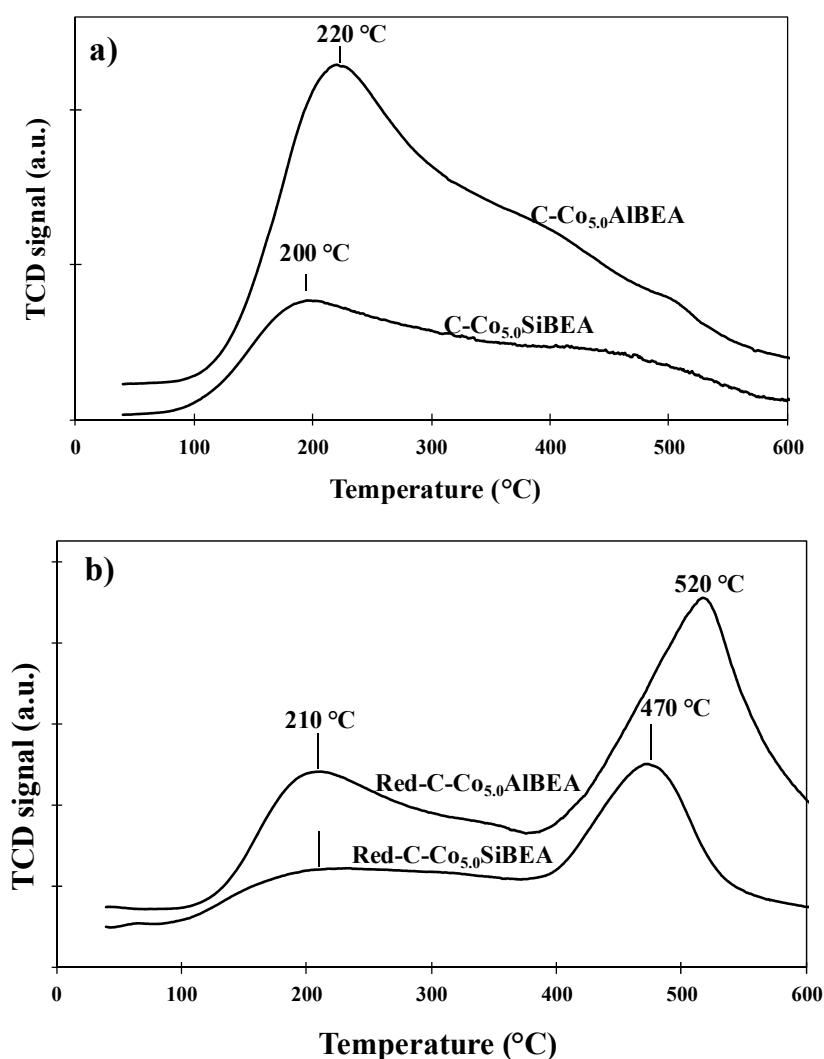 a)
220 °C
C-Co5.0AlBEA
200 °C
C-Co5.0SiBEA
TCD signal (a.u.)
0 100 200 300 400 500 600
Temperature (°C)
b)
520 °C
470 °C
210 °C
Red-C-Co5.0AlBEA
Red-C-Co5.0SiBEA
TCD signal (a.u.)
0 100 200 300 400 500 600
Temperature (°C)